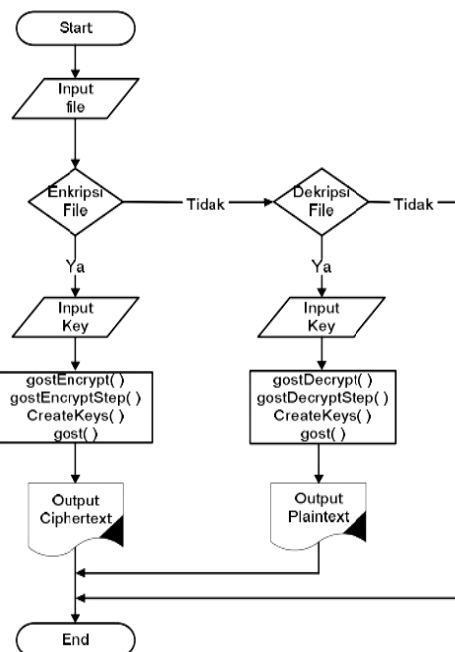 Start
Input
file
Enkripsi
File
Tidak
Dekripsi
File
Tidak
Ya
Ya
Input
Key
Input
Key
gostEncrypt( )
gostEncryptStep( )
CreateKeys( )
gost( )
gostDecrypt( )
gostDecryptStep( )
CreateKeys( )
gost( )
Output
Ciphertext
Output
Plaintext
End